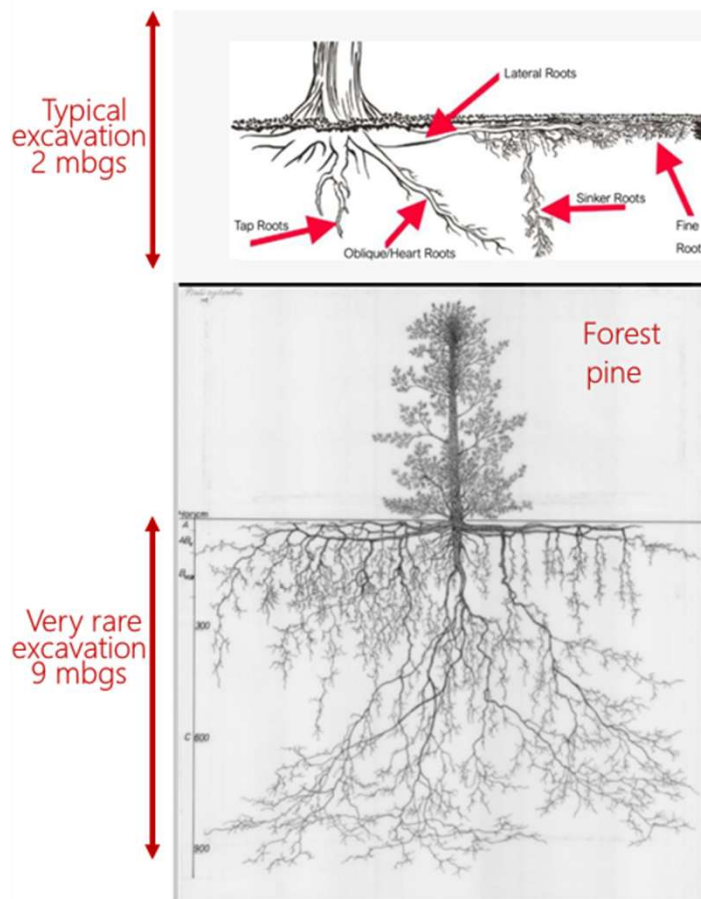 Typical
excavation
2 mbgs
Lateral Roots
Tap Roots
Oblique/Heart Roots
Sinker Roots
Fine
Root
Forest
pine
Very rare
excavation
9 mbgs
A
300
C 600
900